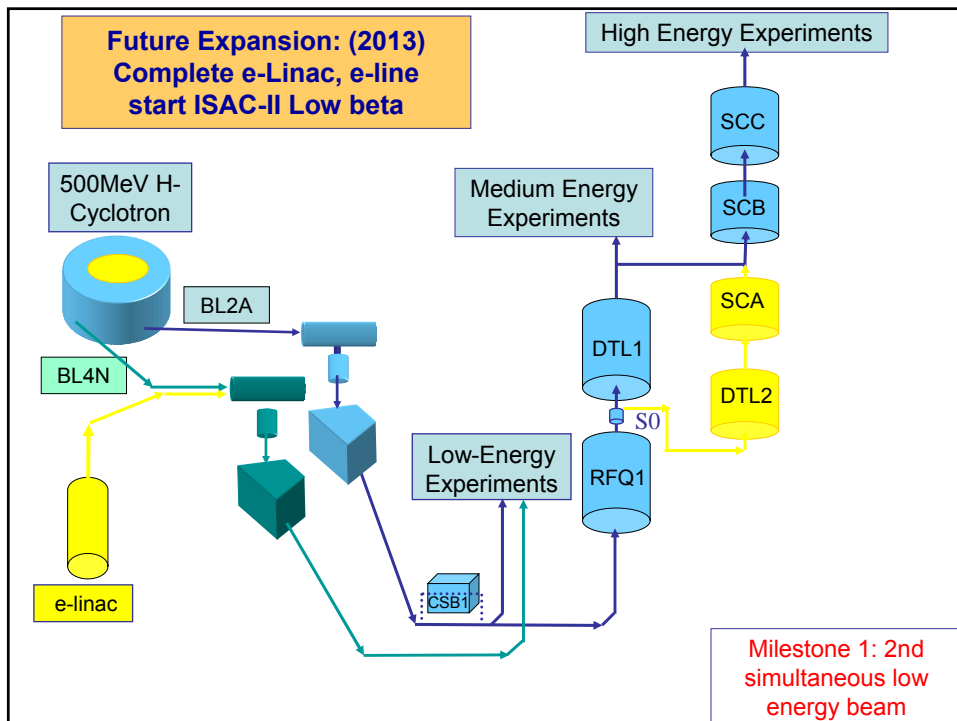 Future Expansion: (2013)
Complete e-Linac, e-line
start ISAC-II Low beta
High Energy Experiments
SCC
500MeV H-
Cyclotron
Medium Energy
Experiments
SCB
BL2A
SCA
DTL1
BL4N
DTL2
S0
Low-Energy
Experiments
RFQ1
CSB1
e-linac
Milestone 1: 2nd
simultaneous low
energy beam